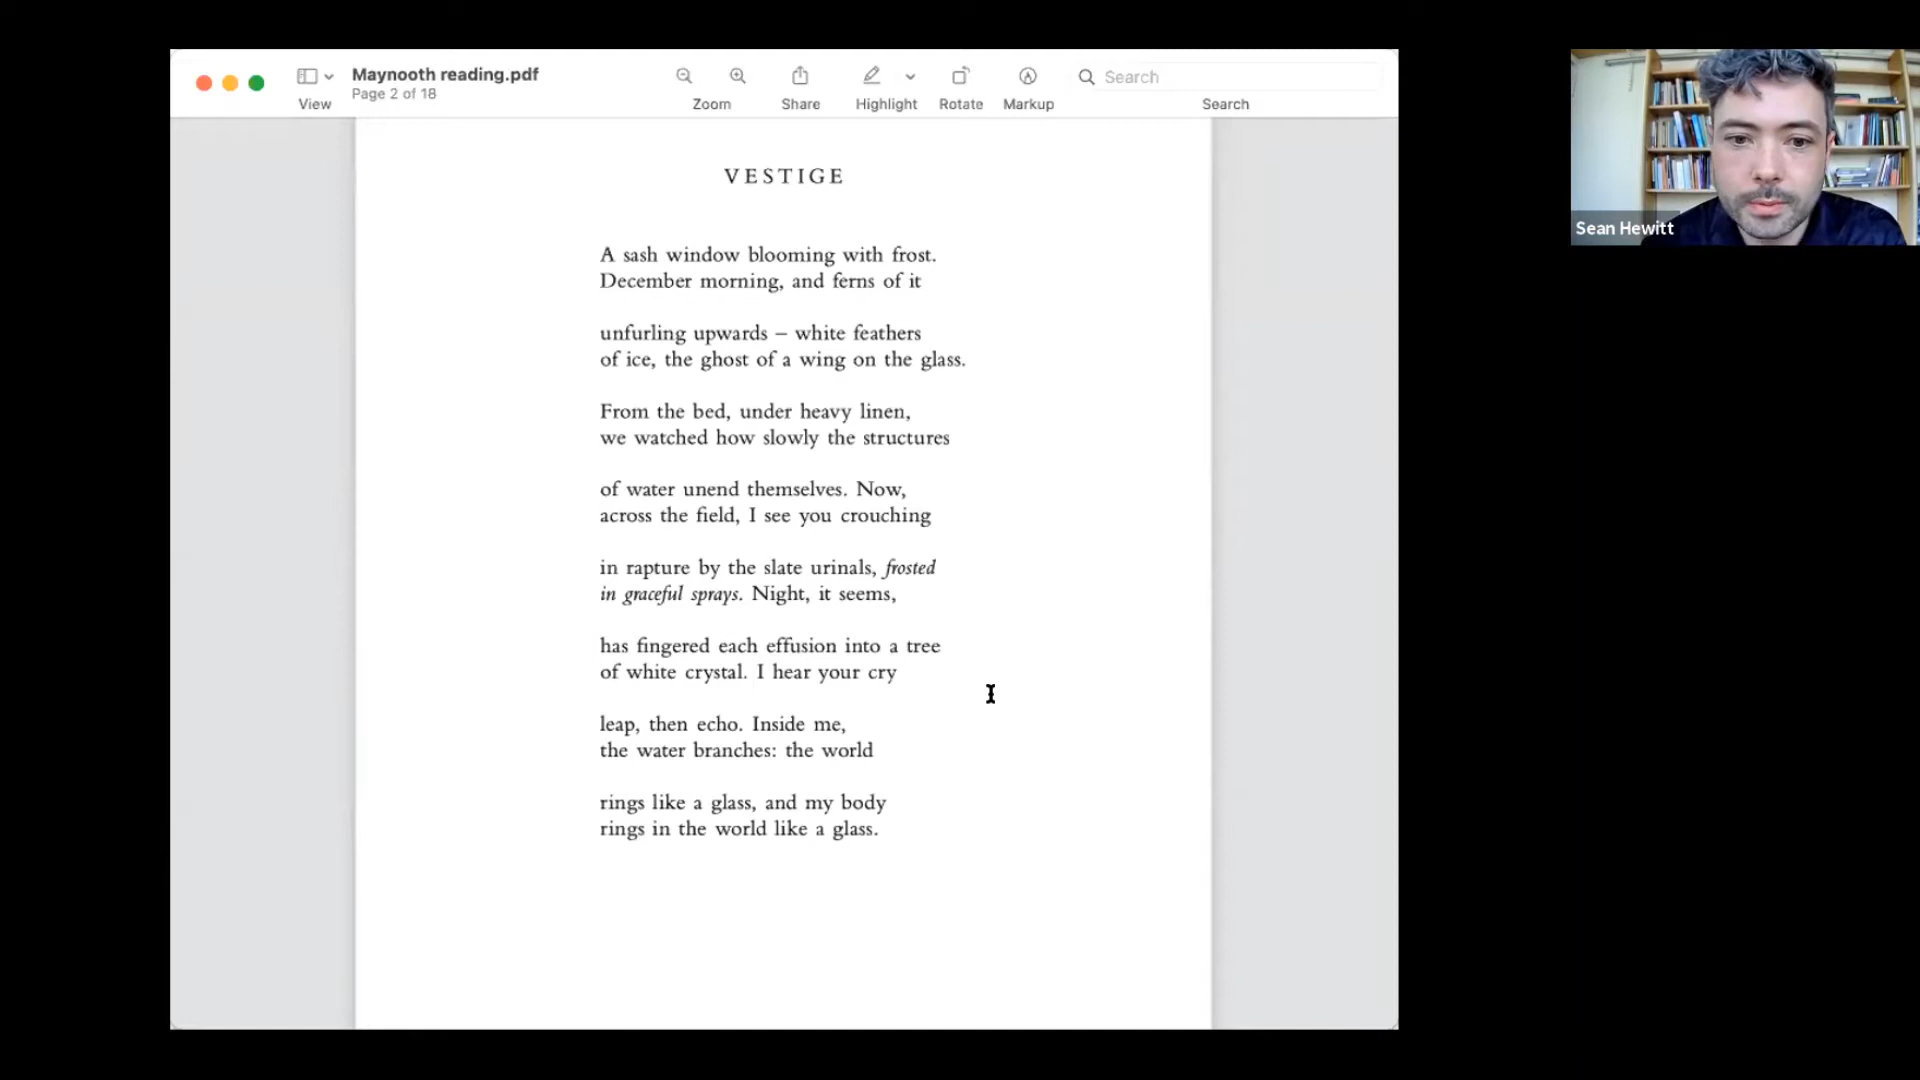 Maynooth reading.pdf
Page 2 of 18
View
Zoom
Share
Highlight
Rotate
Markup
Search
Search
VESTIGE
A sash window blooming with frost.
December morning, and ferns of it
unfurling upwards – white feathers
of ice, the ghost of a wing on the glass.
From the bed, under heavy linen,
we watched how slowly the structures
of water unend themselves. Now,
across the field, I see you crouching
in rapture by the slate urinals, frosted
in graceful sprays. Night, it seems,
has fingered each effusion into a tree
of white crystal. I hear your cry
leap, then echo. Inside me,
the water branches: the world
rings like a glass, and my body
rings in the world like a glass.
Sean Hewitt